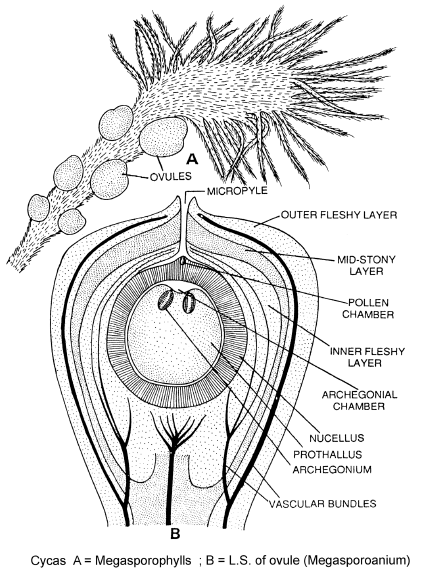 A
OVULES
MICROPYLE
OUTER FLESHY LAYER
MID-STONY
LAYER
POLLEN
CHAMBER
INNER FLESHY
LAYER
ARCHEGONIAL
CHAMBER
NUCELLUS
PROTHALLUS
ARCHEGONIUM
VASCULAR BUNDLES
B
Cycas A = Megasporophylls ; B = L.S. of ovule (Megasporoanium)